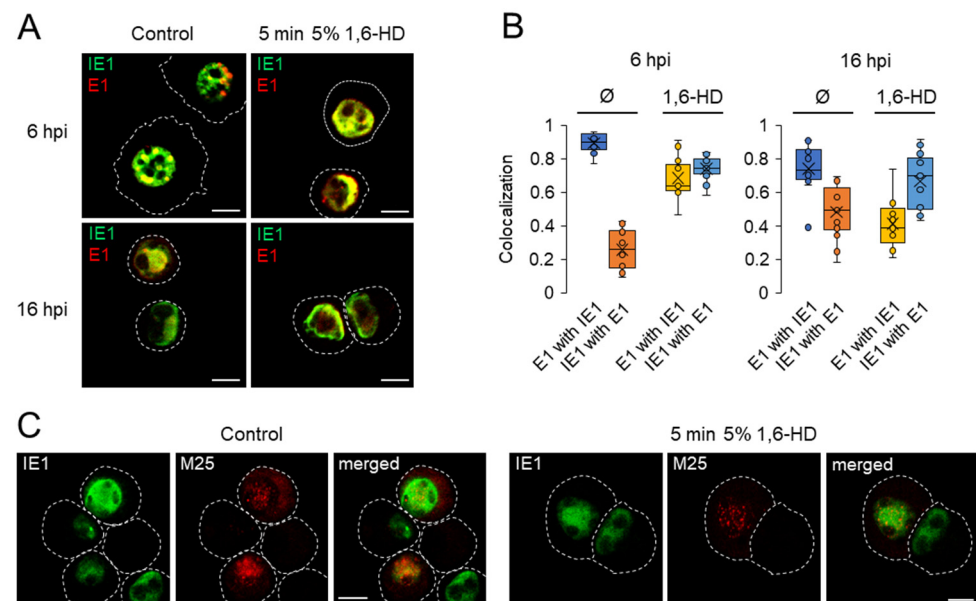 A
Control
5 min 5% 1,6-HD
IE1
E1
IE1
E1
6 hpi
IE1
E1
IE1
E1
16 hpi
B
6 hpi
16 hpi
Ø
1,6-HD
Ø
1,6-HD
Colocalization
1
0.8
0.6
0.4
0.2
0
1
0.8
0.6
0.4
0.2
0
E1 with IE1
IE1 with E1
E1 with IE1
IE1 with E1
E1 with IE1
IE1 with E1
E1 with IE1
IE1 with E1
C
Control
5 min 5% 1,6-HD
IE1
M25
merged
IE1
M25
merged